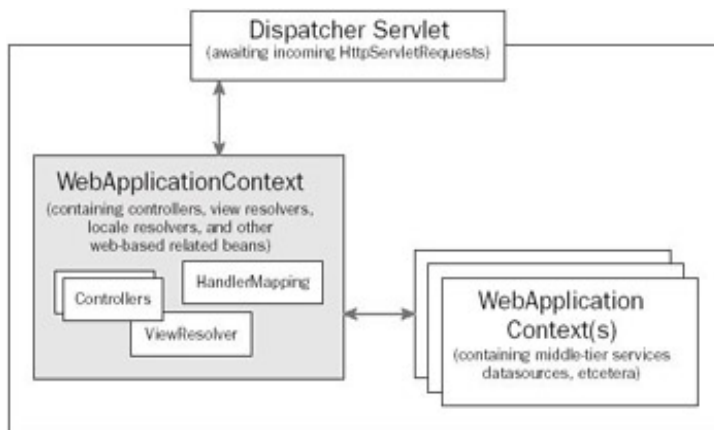 Dispatcher Servlet
(awaiting incoming HttpServletRequests)
WebApplicationContext
(containing controllers, view resolvers,
locale resolvers, and other
web-based related beans)
HandlerMapping
Controllers
ViewResolver
WebApplication
Context(s)
(containing middle-tier services
datasources, etcetera)